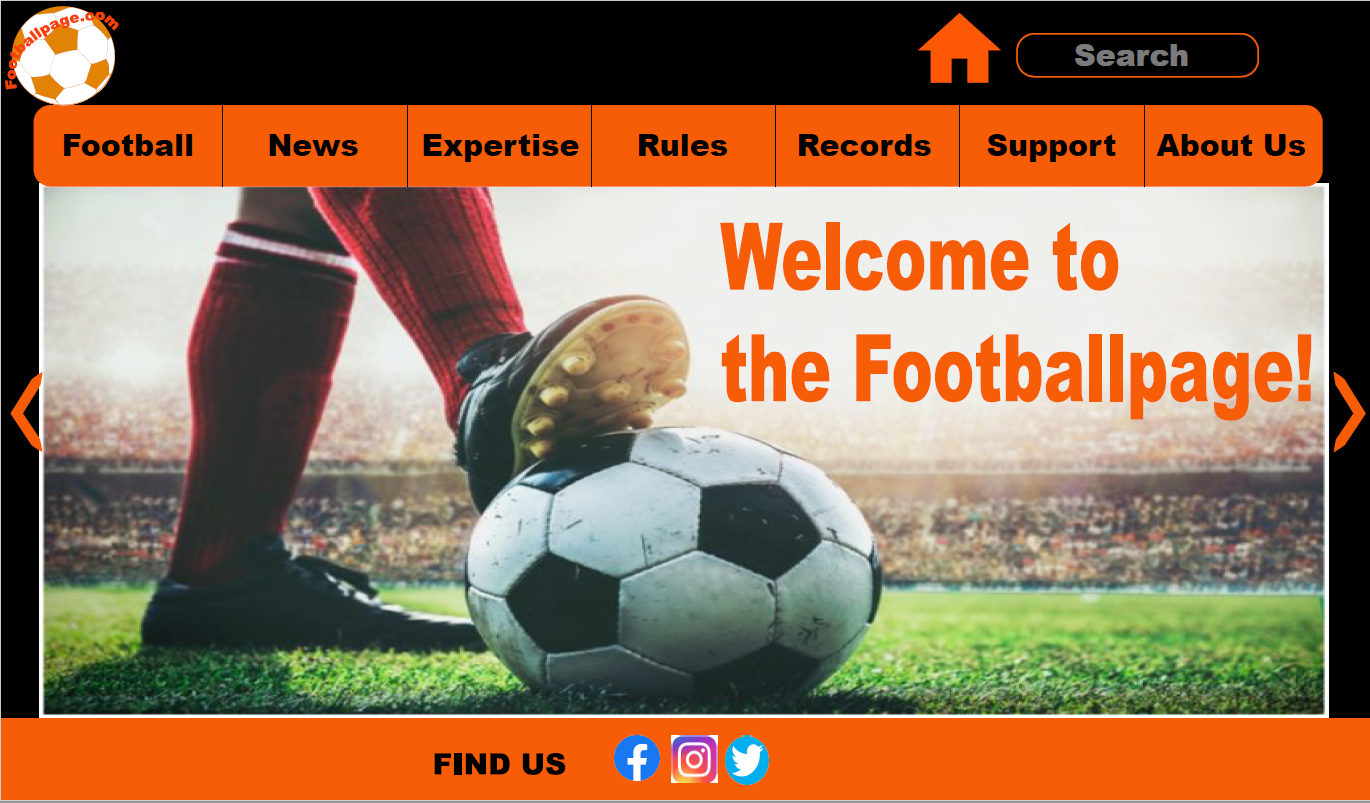 Footballpage.com
Search
Football News Expertise Rules Records Support About Us
Welcome to
the Footballpage!
FIND US